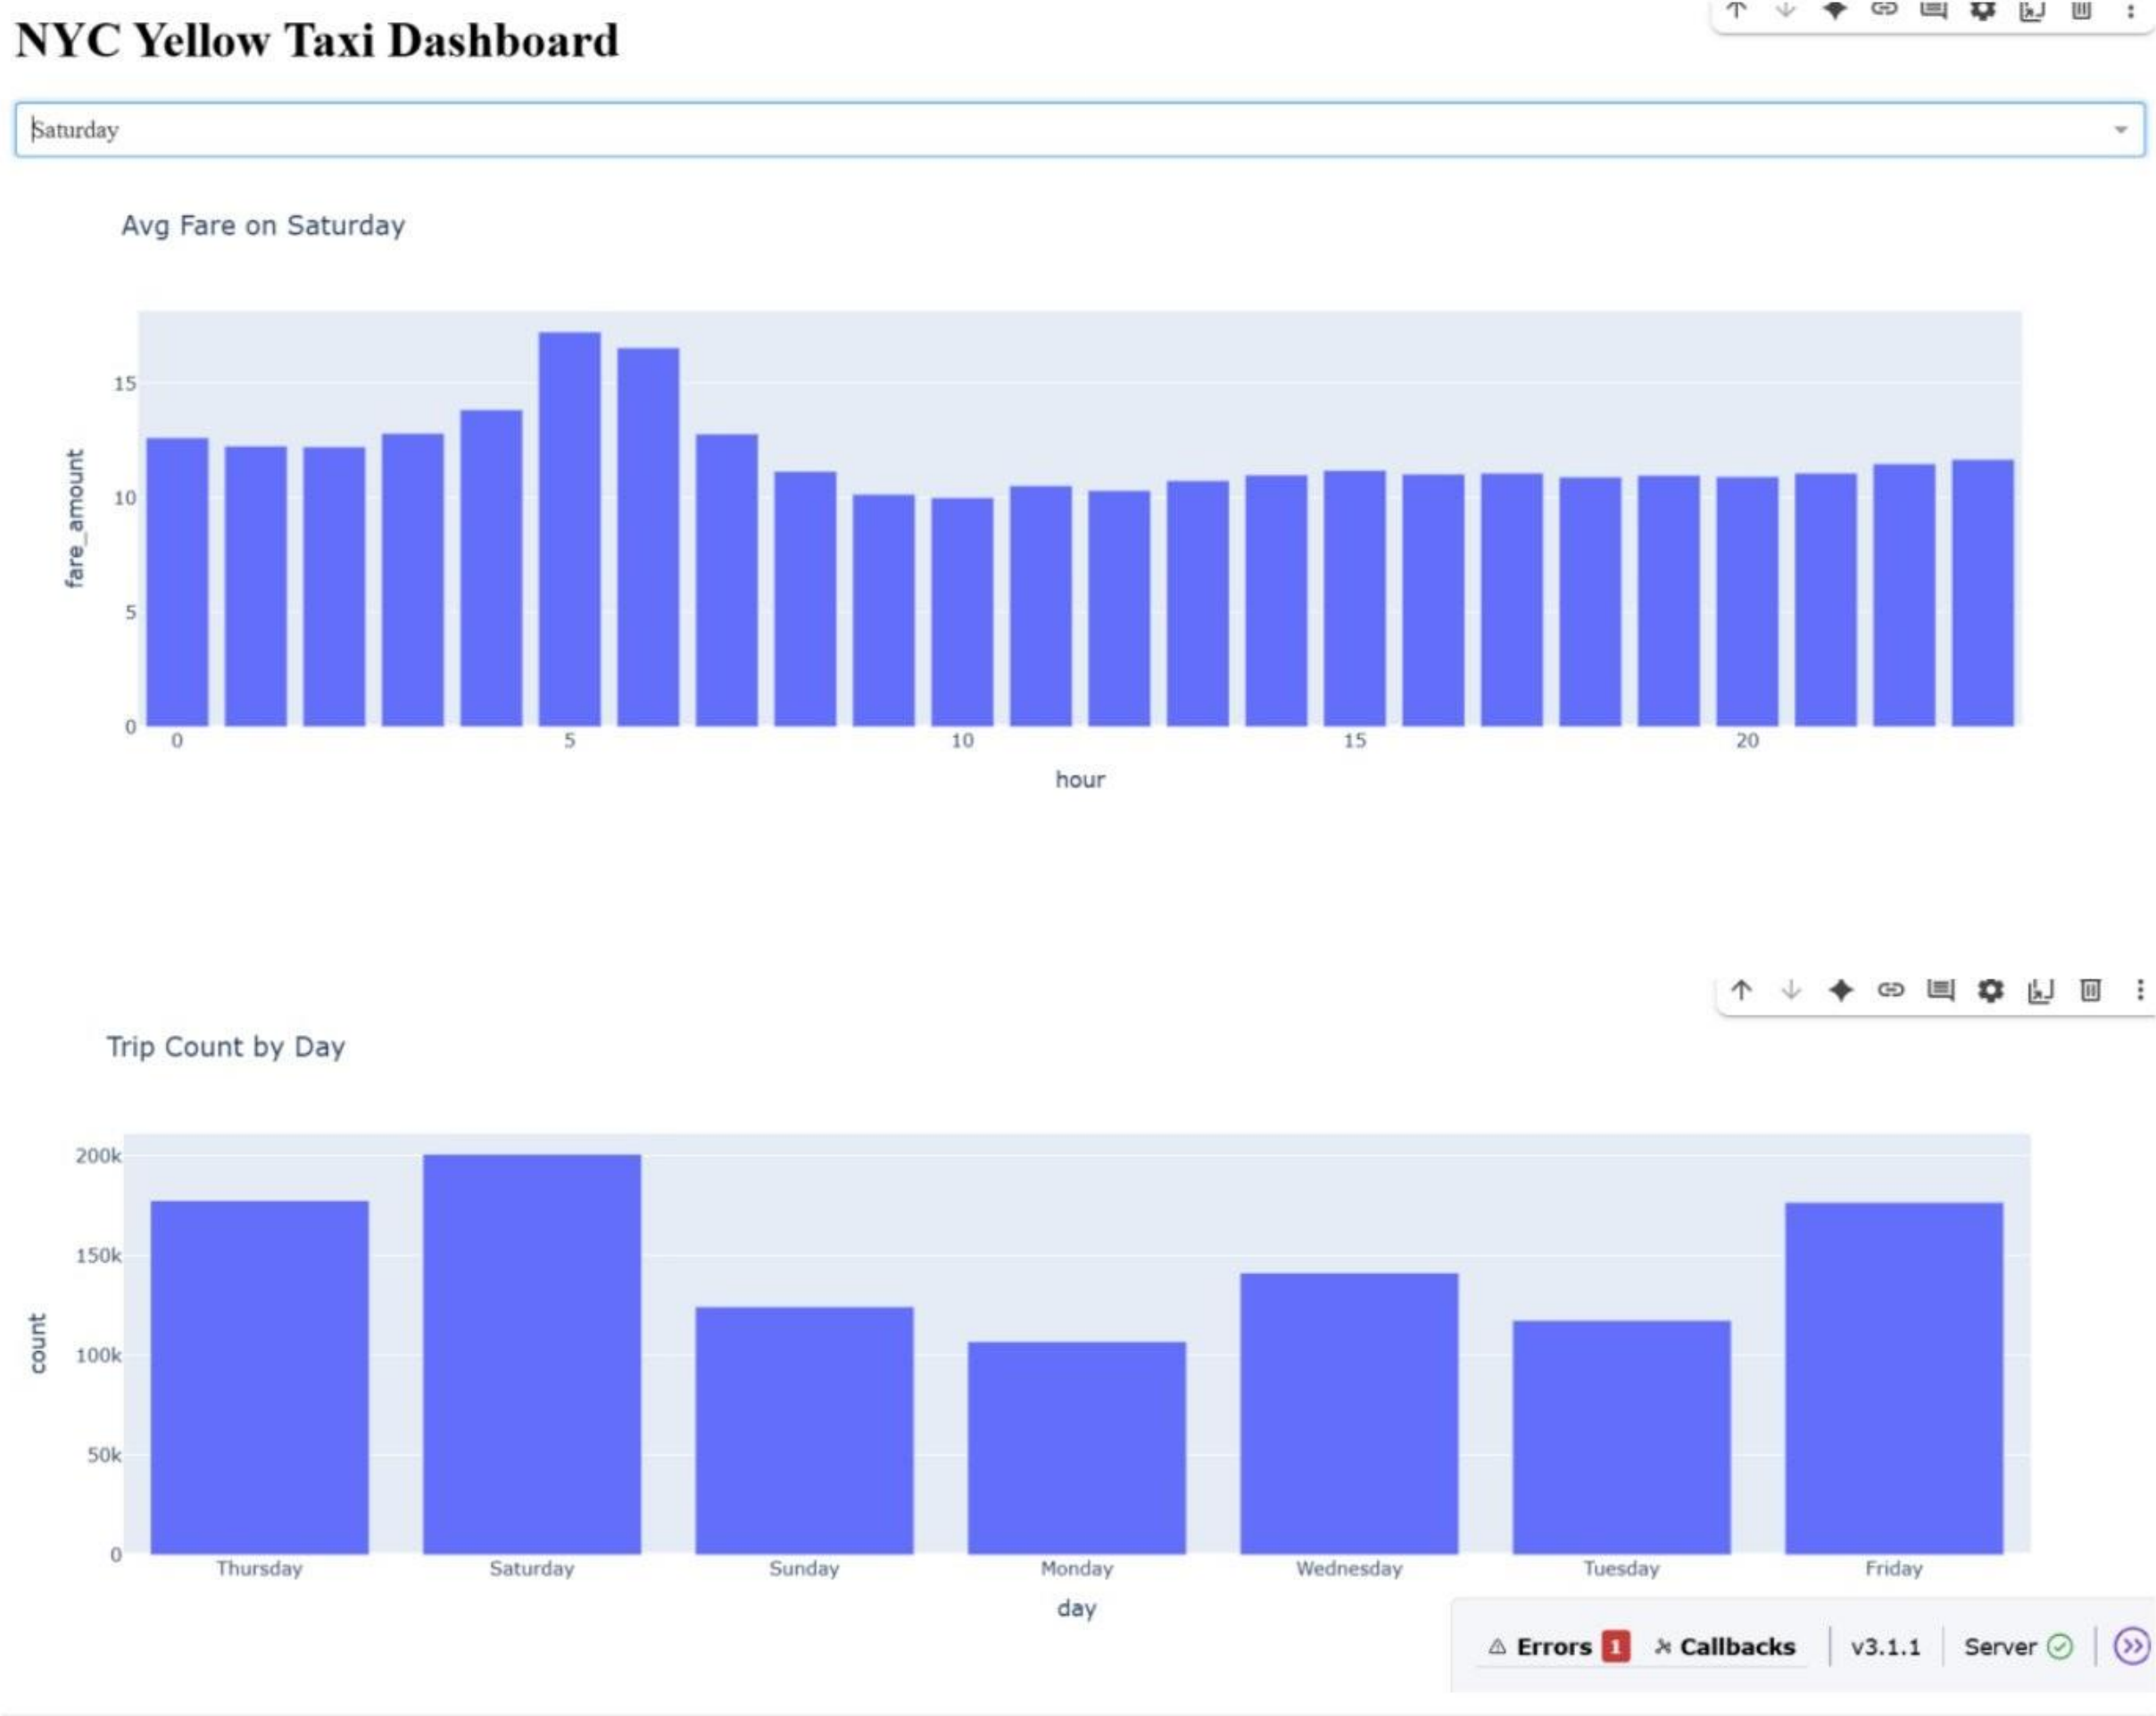 NYC Yellow Taxi Dashboard
Saturday
Avg Fare on Saturday
15
10
5
0
fare_amount
0 5 10 15 20
hour
Trip Count by Day
200k
150k
100k
50k
0
count
Thursday Saturday Sunday Monday Wednesday Tuesday Friday
day
Errors 1 Callbacks v3.1.1 Server